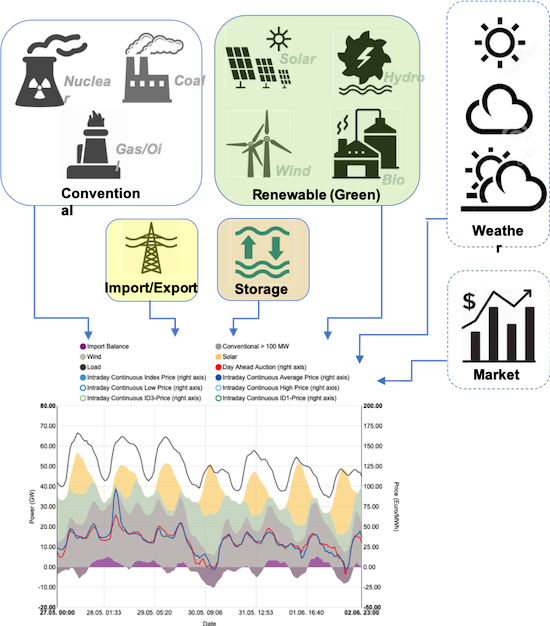 Nuclea
r
Coal
Gas/Oi
l
Convention
al
Solar
Hydro
Wind
Bio
Renewable (Green)
Weathe
r
Import/Export
Storage
$
Market
Import Balance
Conventional > 100 MW
Wind
Solar
Load
Day Ahead Auction (right axis)
Intraday Continuous Index Price (right axis)
Intraday Continuous Average Price (right axis)
Intraday Continuous Low Price (right axis)
Intraday Continuous High Price (right axis)
Intraday Continuous ID3-Price (right axis)
Intraday Continuous ID1-Price (right axis)
80.00
70.00
60.00
50.00
40.00
30.00
20.00
10.00
0.00
-10.00
-20.00
Power (GW)
200.00
175.00
150.00
125.00
100.00
75.00
50.00
25.00
0.00
-25.00
-50.00
Price (Euro/MWh)
27.05. 00:00
28.05. 01:33
29.05. 05:20
30.05. 09:06
31.05. 12:53
01.06. 16:40
02.06. 23:00
Date